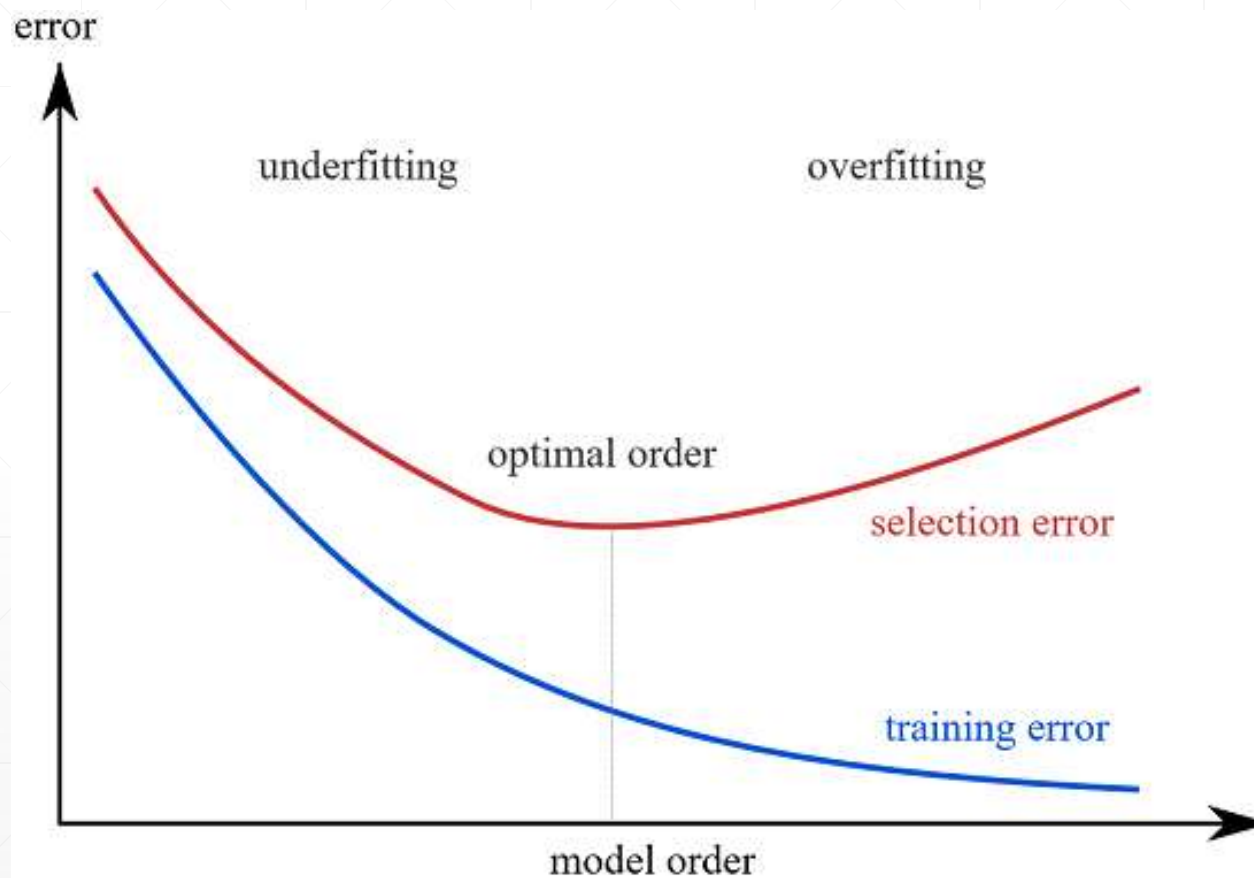 error
underfitting
overfitting
optimal order
selection error
training error
model order